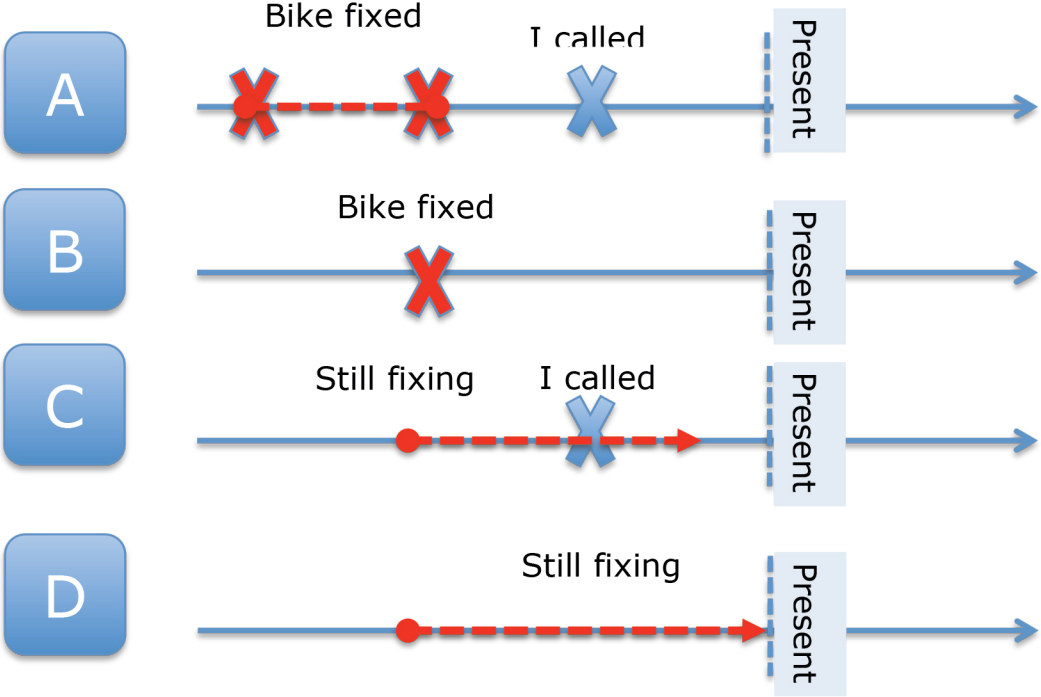 Bike fixed
I called
A
Present
Bike fixed
B
Present
Still fixing
I called
C
Present
Still fixing
D
Present